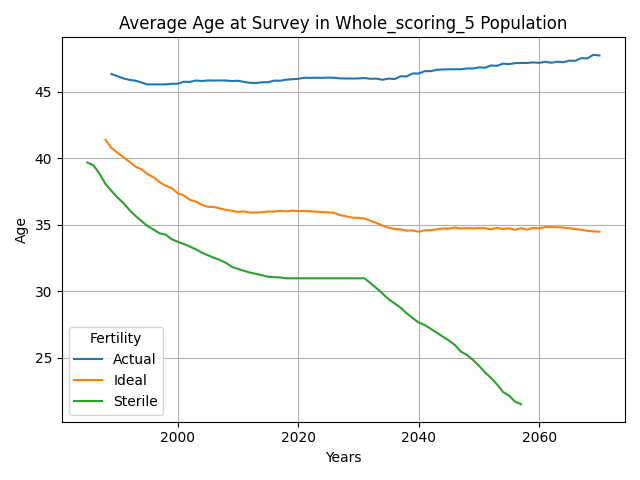 Average Age at Survey in Whole_scoring_5 Population
Age
45
40
35
30
25
Fertility
Actual
Ideal
Sterile
2000
2020
2040
2060
Years